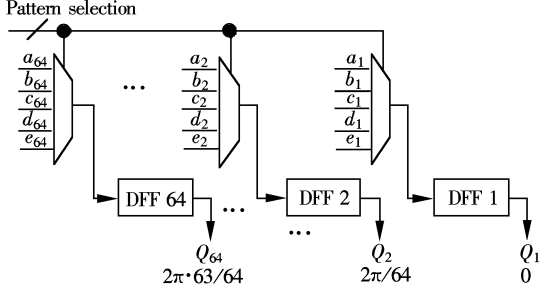 Pattern selection
a64 a2 a1
b64 ... b2 b1
c64 c2 c1
d64 d2 d1
e64 e2 e1
DFF 64 ... DFF 2 DFF 1
...
Q64 Q2 Q1
2π·63/64 2π/64 0